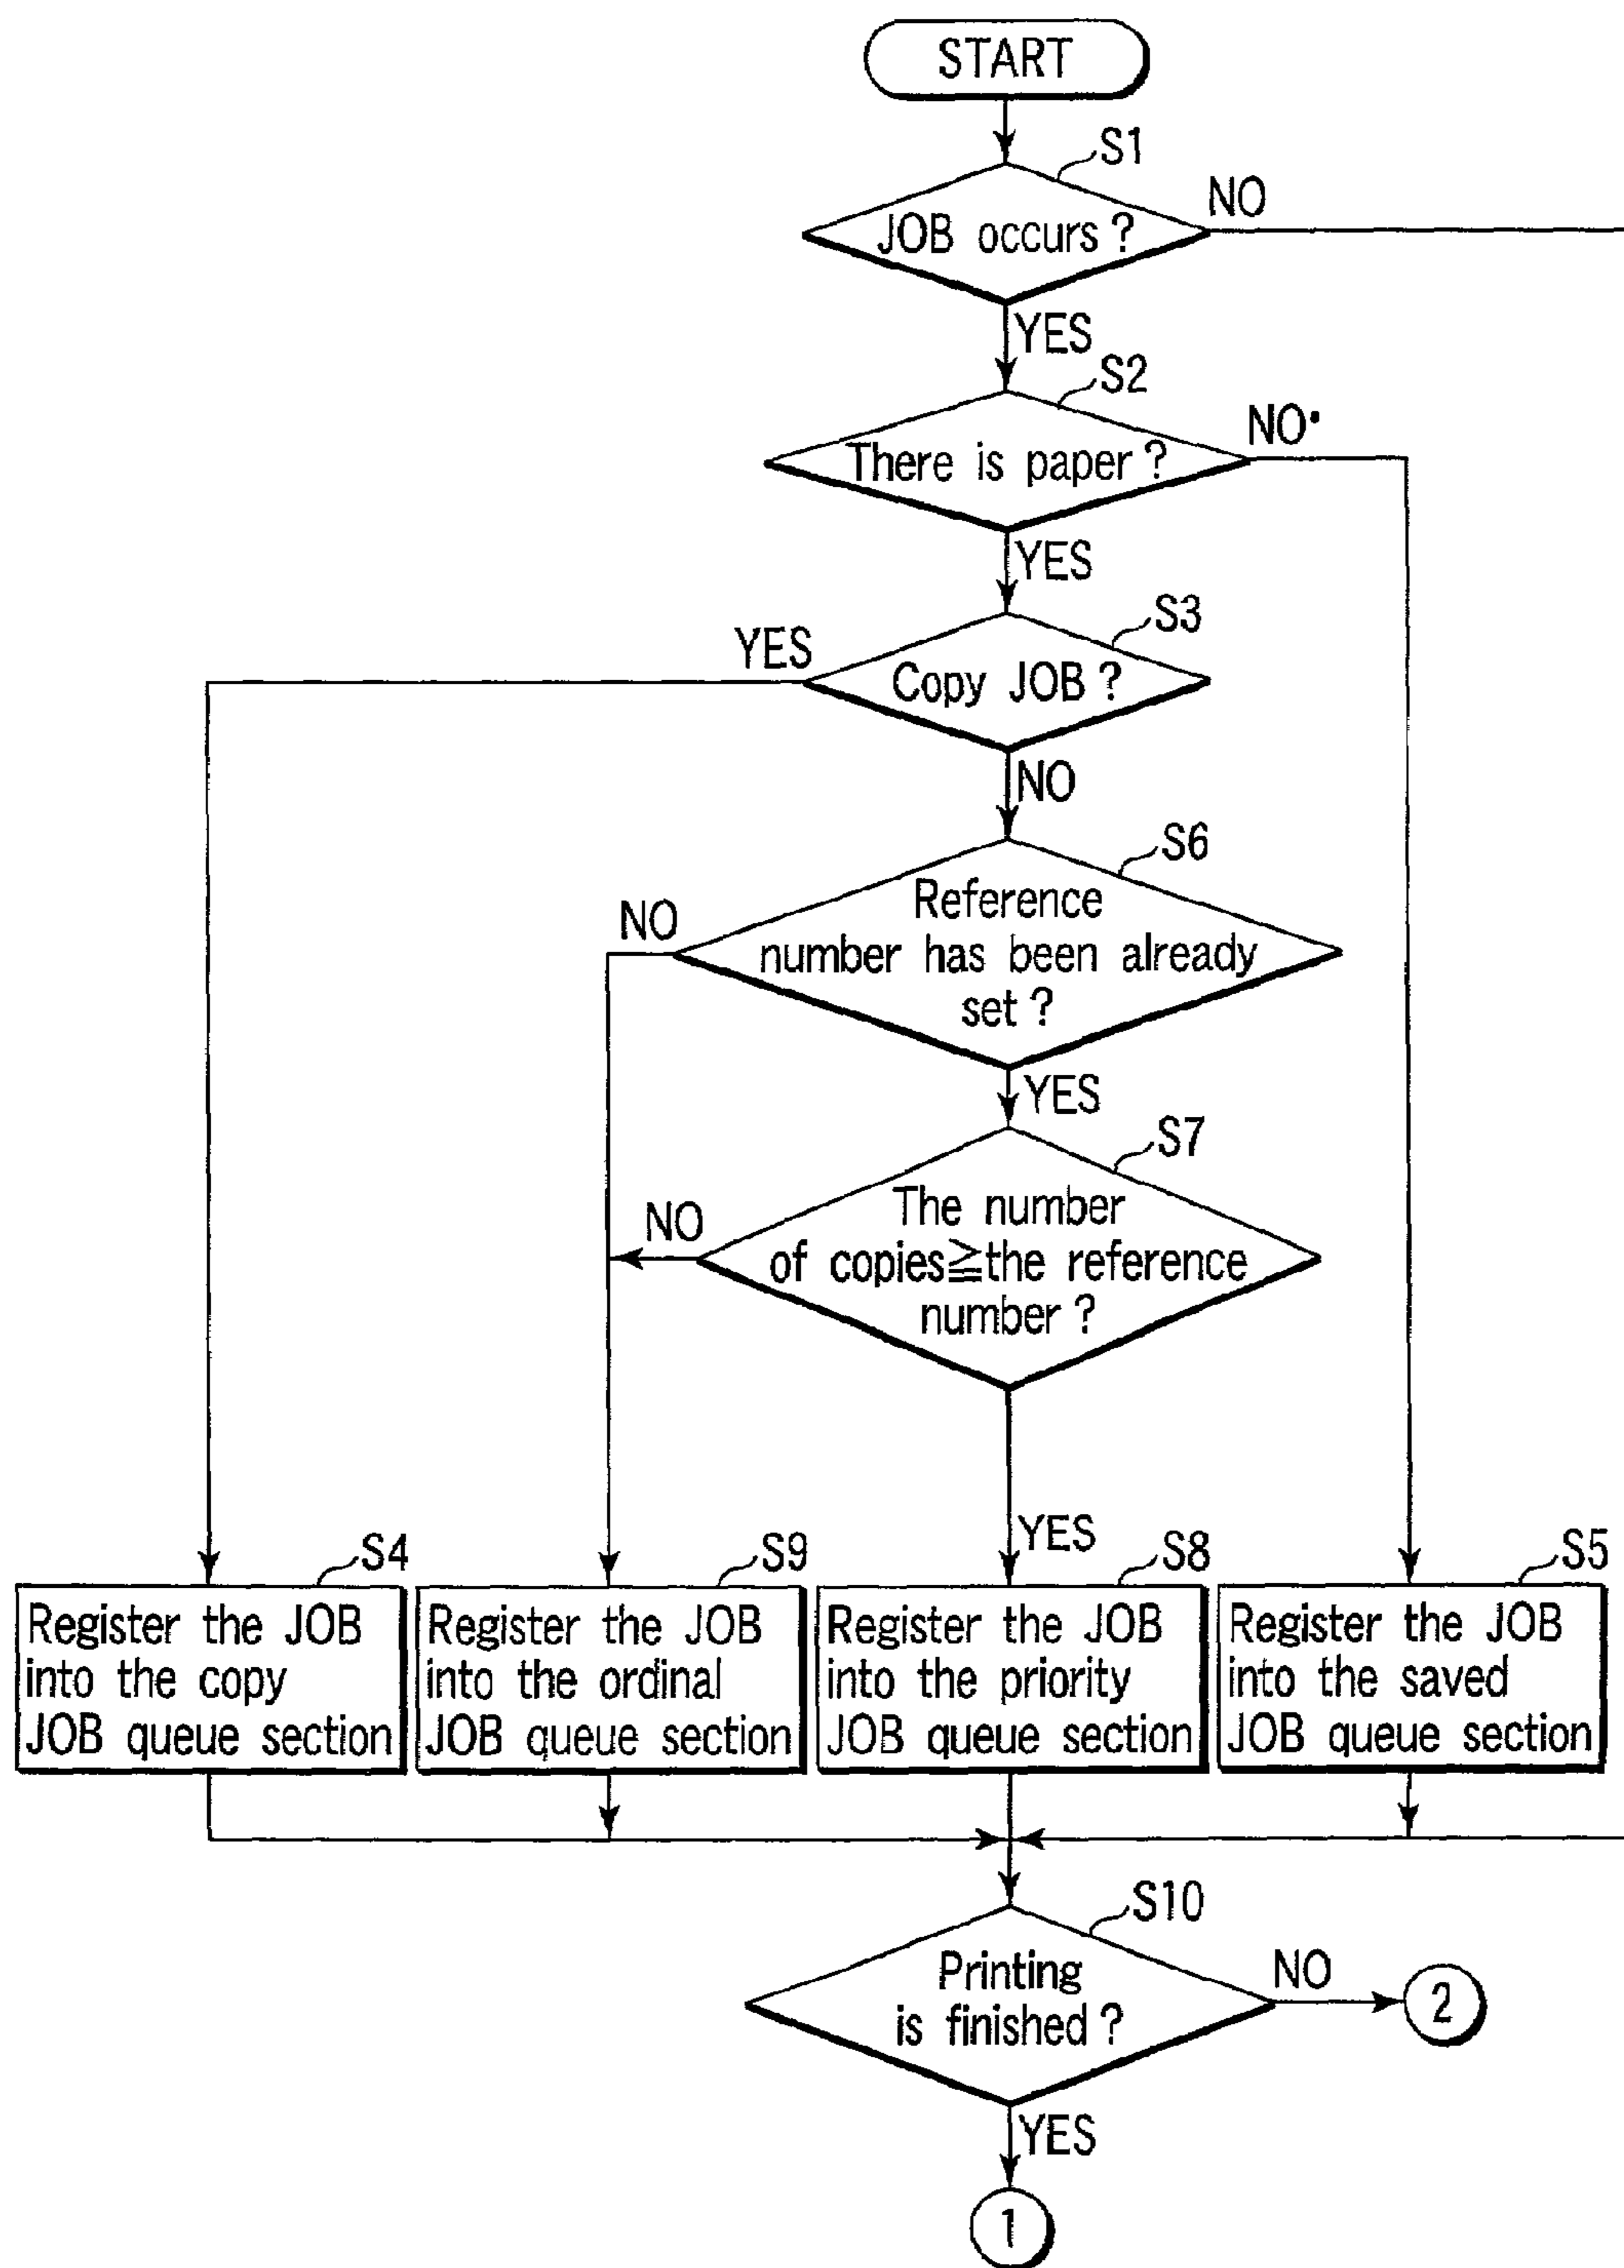 START
S1
JOB occurs?
NO
YES
S2
There is paper?
NO
YES
S3
YES
Copy JOB?
NO
S6
Reference
number has been already
set?
NO
YES
S7
The number
of copies≧the reference
number?
NO
YES
S4
Register the JOB
into the copy
JOB queue section
S9
Register the JOB
into the ordinal
JOB queue section
S8
Register the JOB
into the priority
JOB queue section
S5
Register the JOB
into the saved
JOB queue section
S10
Printing
is finished?
NO
2
YES
1